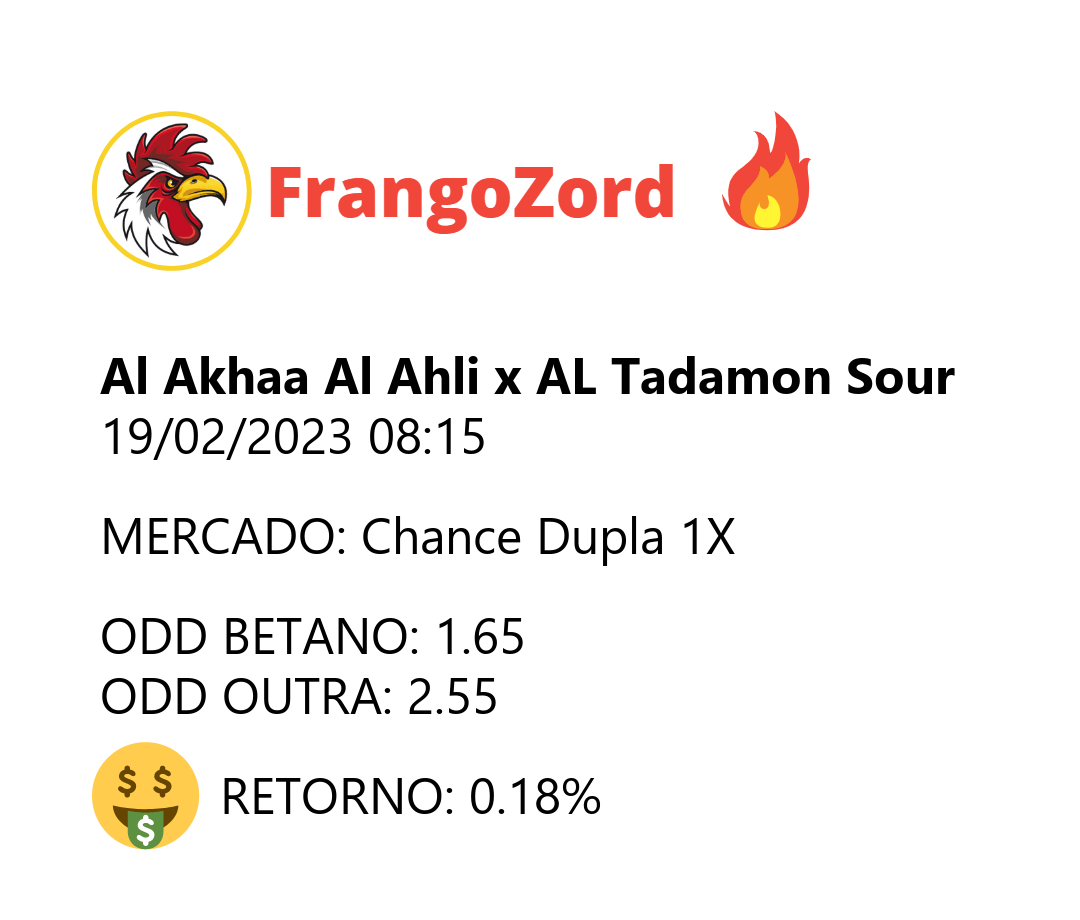 FrangoZord
Al Akhaa Al Ahli x AL Tadamon Sour
19/02/2023 08:15
MERCADO: Chance Dupla 1X
ODD BETANO: 1.65
ODD OUTRA: 2.55
RETORNO: 0.18%